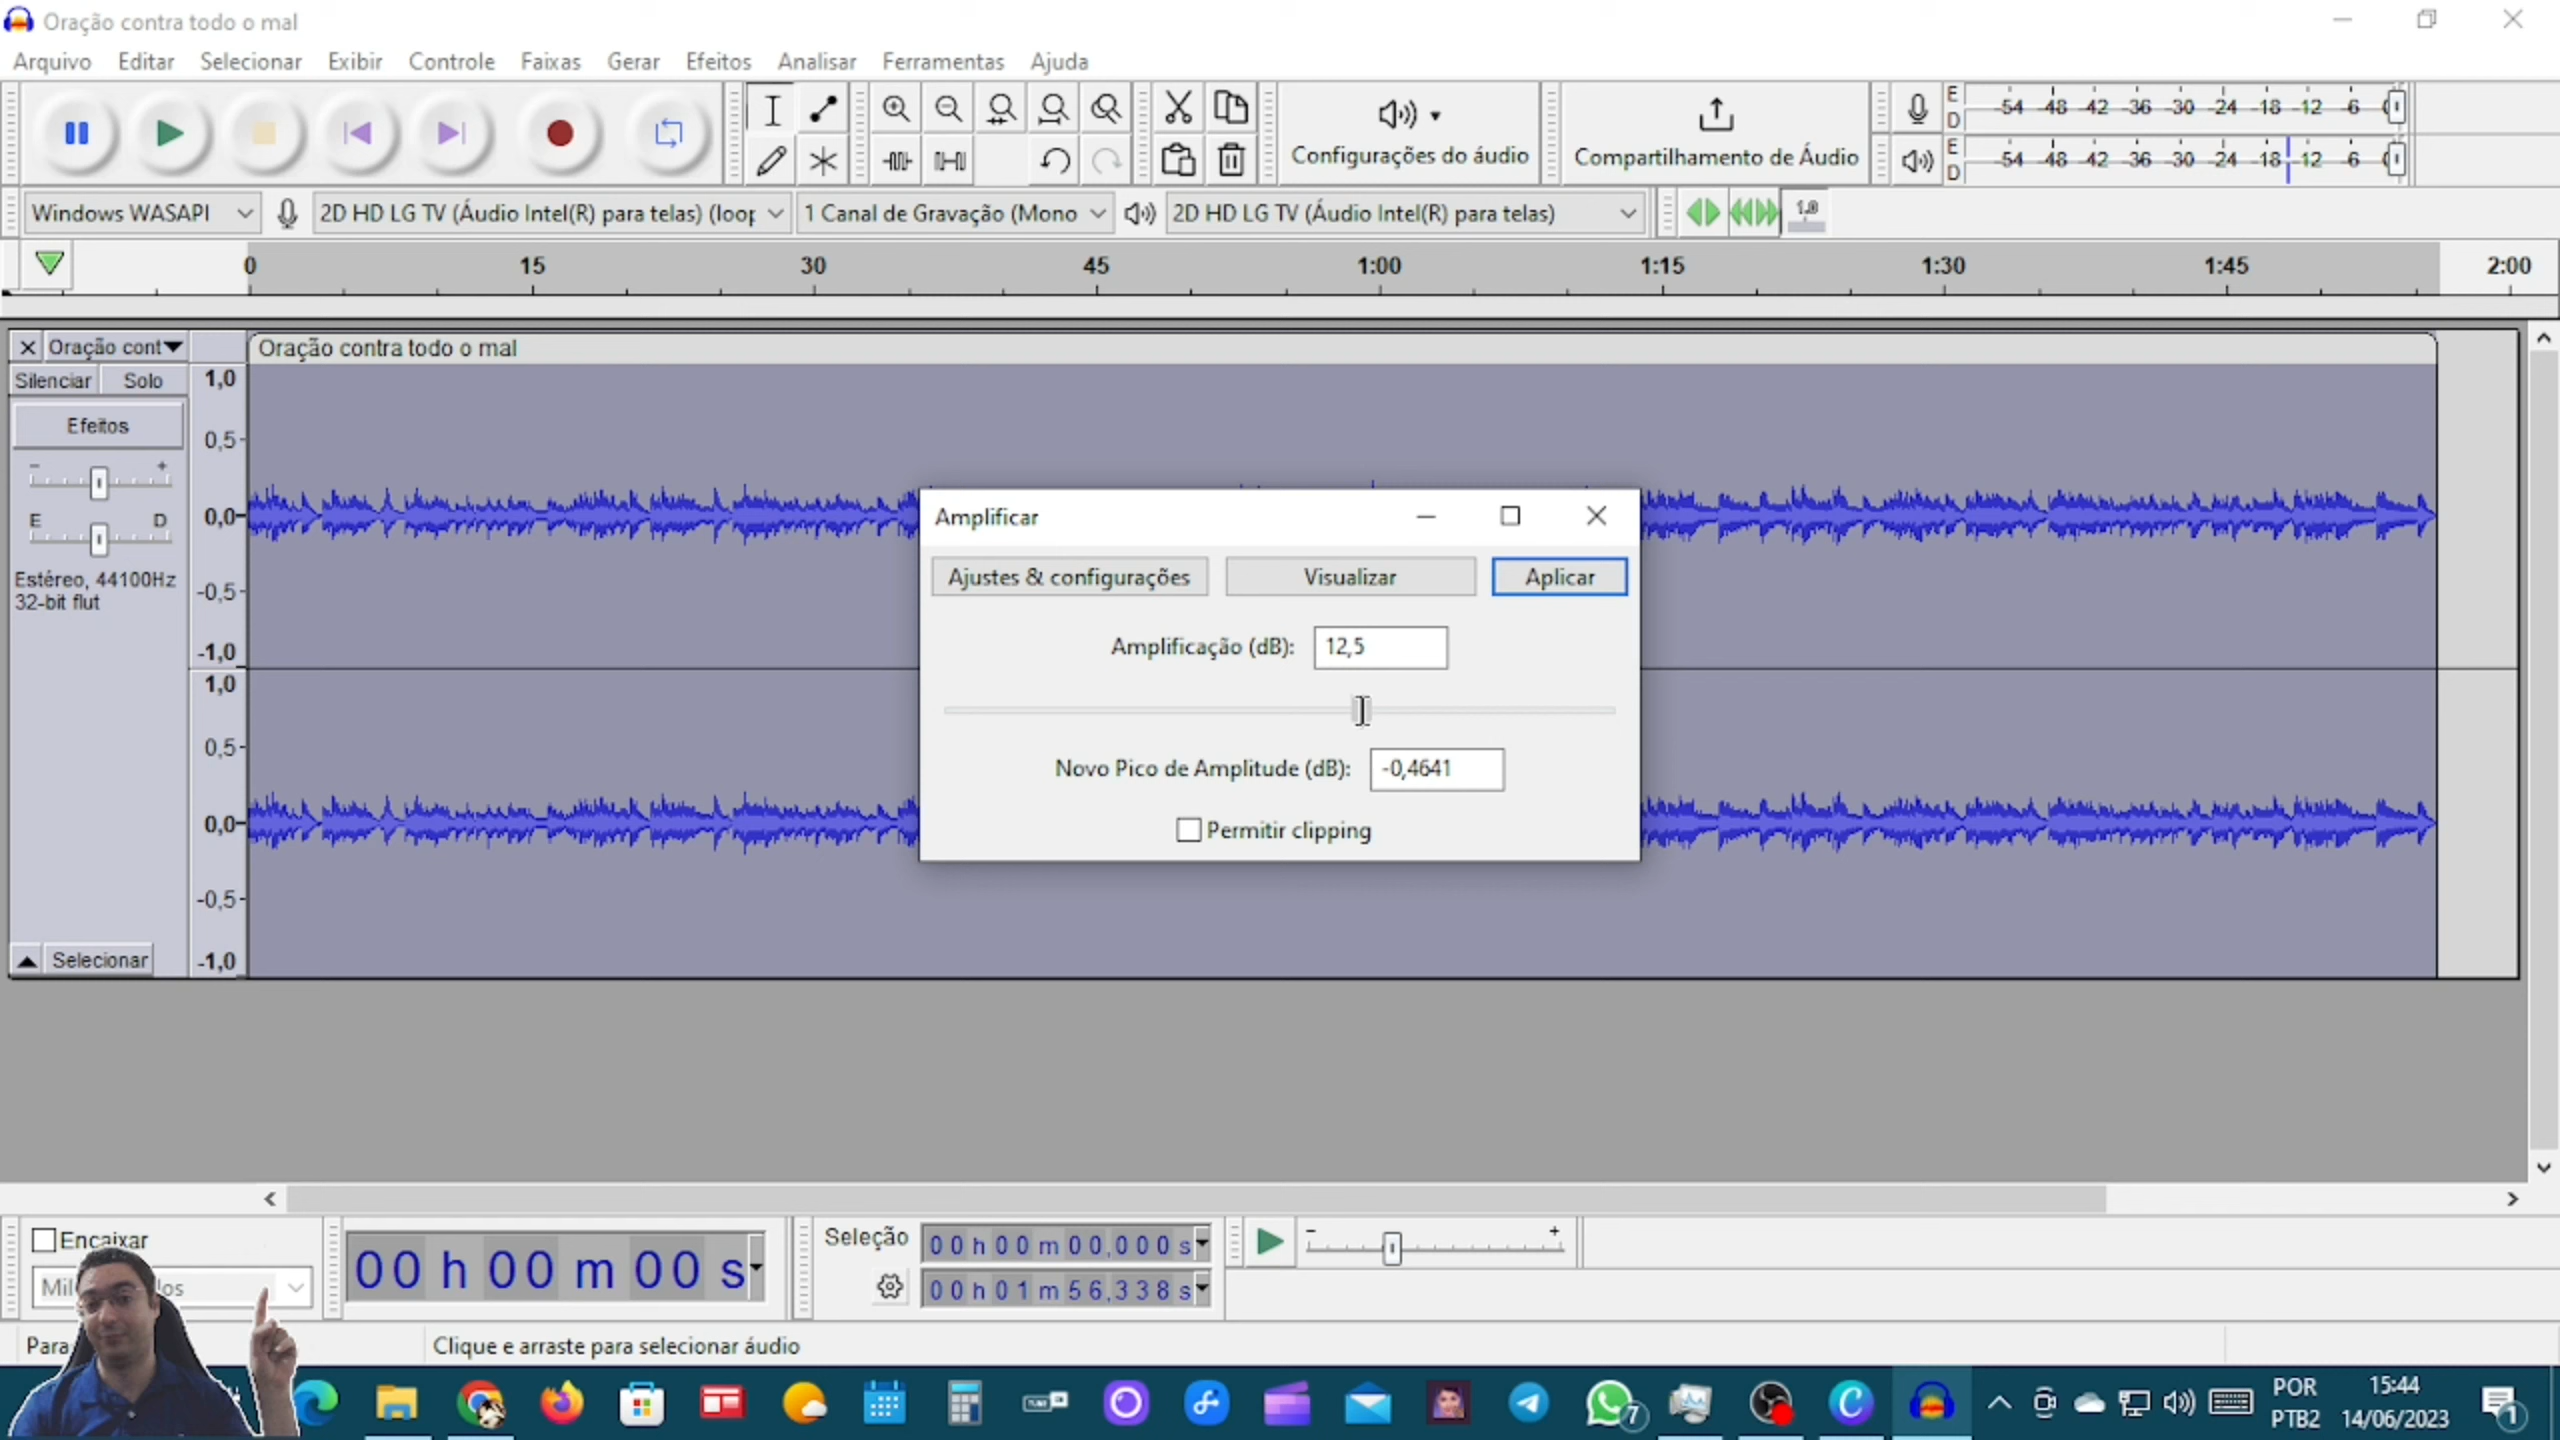 Oração contra todo o mal
Arquivo Editar Selecionar Exibir Controle Faixas Gerar Efeitos Analisar Ferramentas Ajuda
Configurações do áudio
Compartilhamento de Áudio
E
D
-54 -48 -42 -36 -30 -24 -18 -12 -6 0
E
D
-54 -48 -42 -36 -30 -24 -18 -12 -6 0
Windows WASAPI
2D HD LG TV (Áudio Intel(R) para telas) (loop
1 Canal de Gravação (Mono
2D HD LG TV (Áudio Intel(R) para telas)
1.0
0 15 30 45 1:00 1:15 1:30 1:45 2:00
Oração cont
Oração contra todo o mal
Silenciar Solo
Efeitos
- +
E D
Estéreo, 44100Hz
32-bit flut
Selecionar
1,0
0,5
0,0
-0,5
-1,0
1,0
0,5
0,0
-0,5
-1,0
Amplificar
Ajustes & configurações Visualizar Aplicar
Amplificação (dB): 12,5
Novo Pico de Amplitude (dB): -0,4641
Permitir clipping
Encaixar
00 h 00 m 00 s
Seleção
00 h 00 m 00,000 s
00 h 01 m 56,338 s
- +
Para
Clique e arraste para selecionar áudio
7
POR
PTB2
15:44
14/06/2023
1